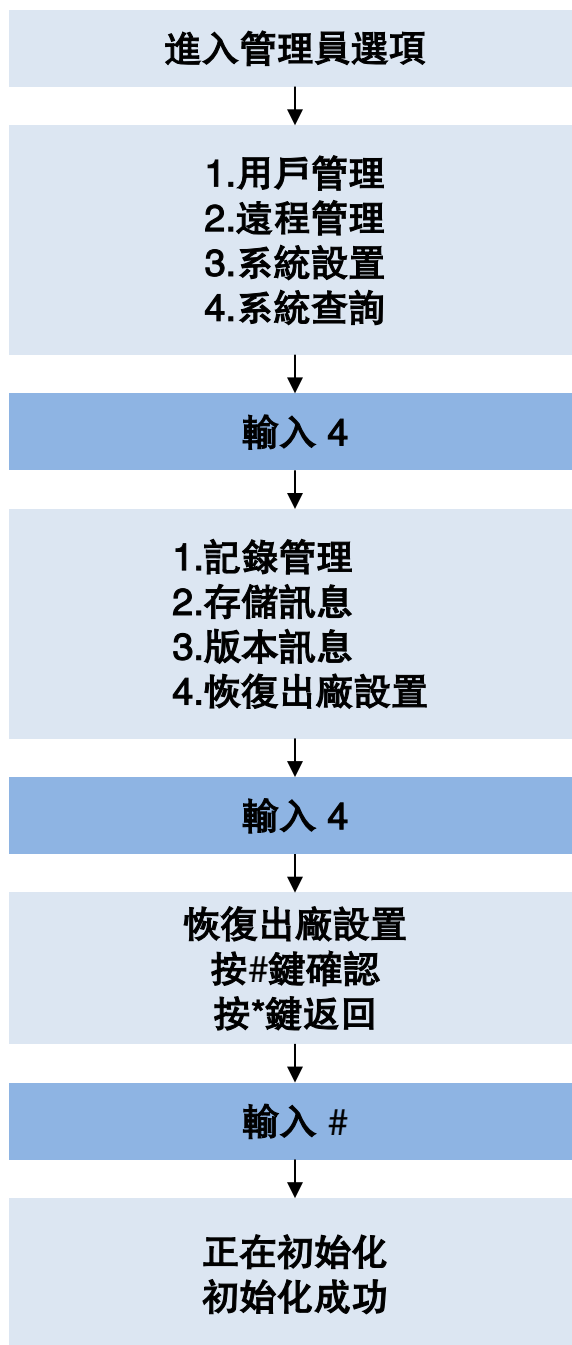 進入管理員選項
1.用戶管理
2.遠程管理
3.系統設置
4.系統查詢
輸入 4
1.記錄管理
2.存儲訊息
3.版本訊息
4.恢復出廠設置
輸入 4
恢復出廠設置
按#鍵確認
按*鍵返回
輸入 #
正在初始化
初始化成功